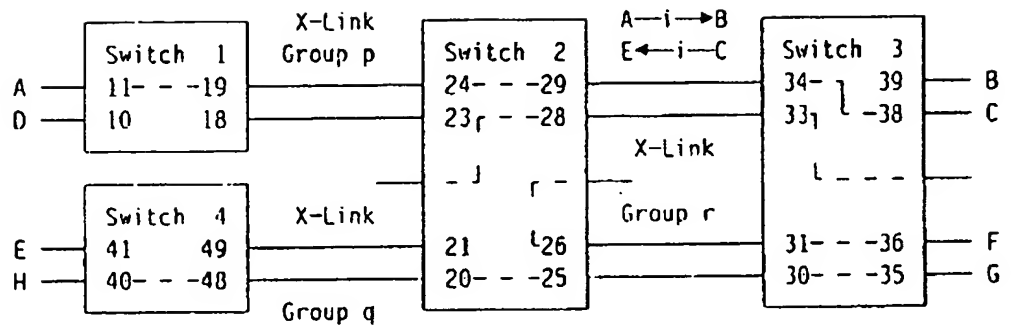 X-Link
Group p
A—i—►B
E◄—i—C
Switch 1
Switch 2
Switch 3
A
11- - -19
24- - -29
34-
39
B
D
10 18
23 - -28
33
-38
C
X-Link
- -
Group r
Switch 4
X-Link
E
41 49
21
26
31- - -36
F
H
40- - -48
20- - -25
30- - -35
G
Group q